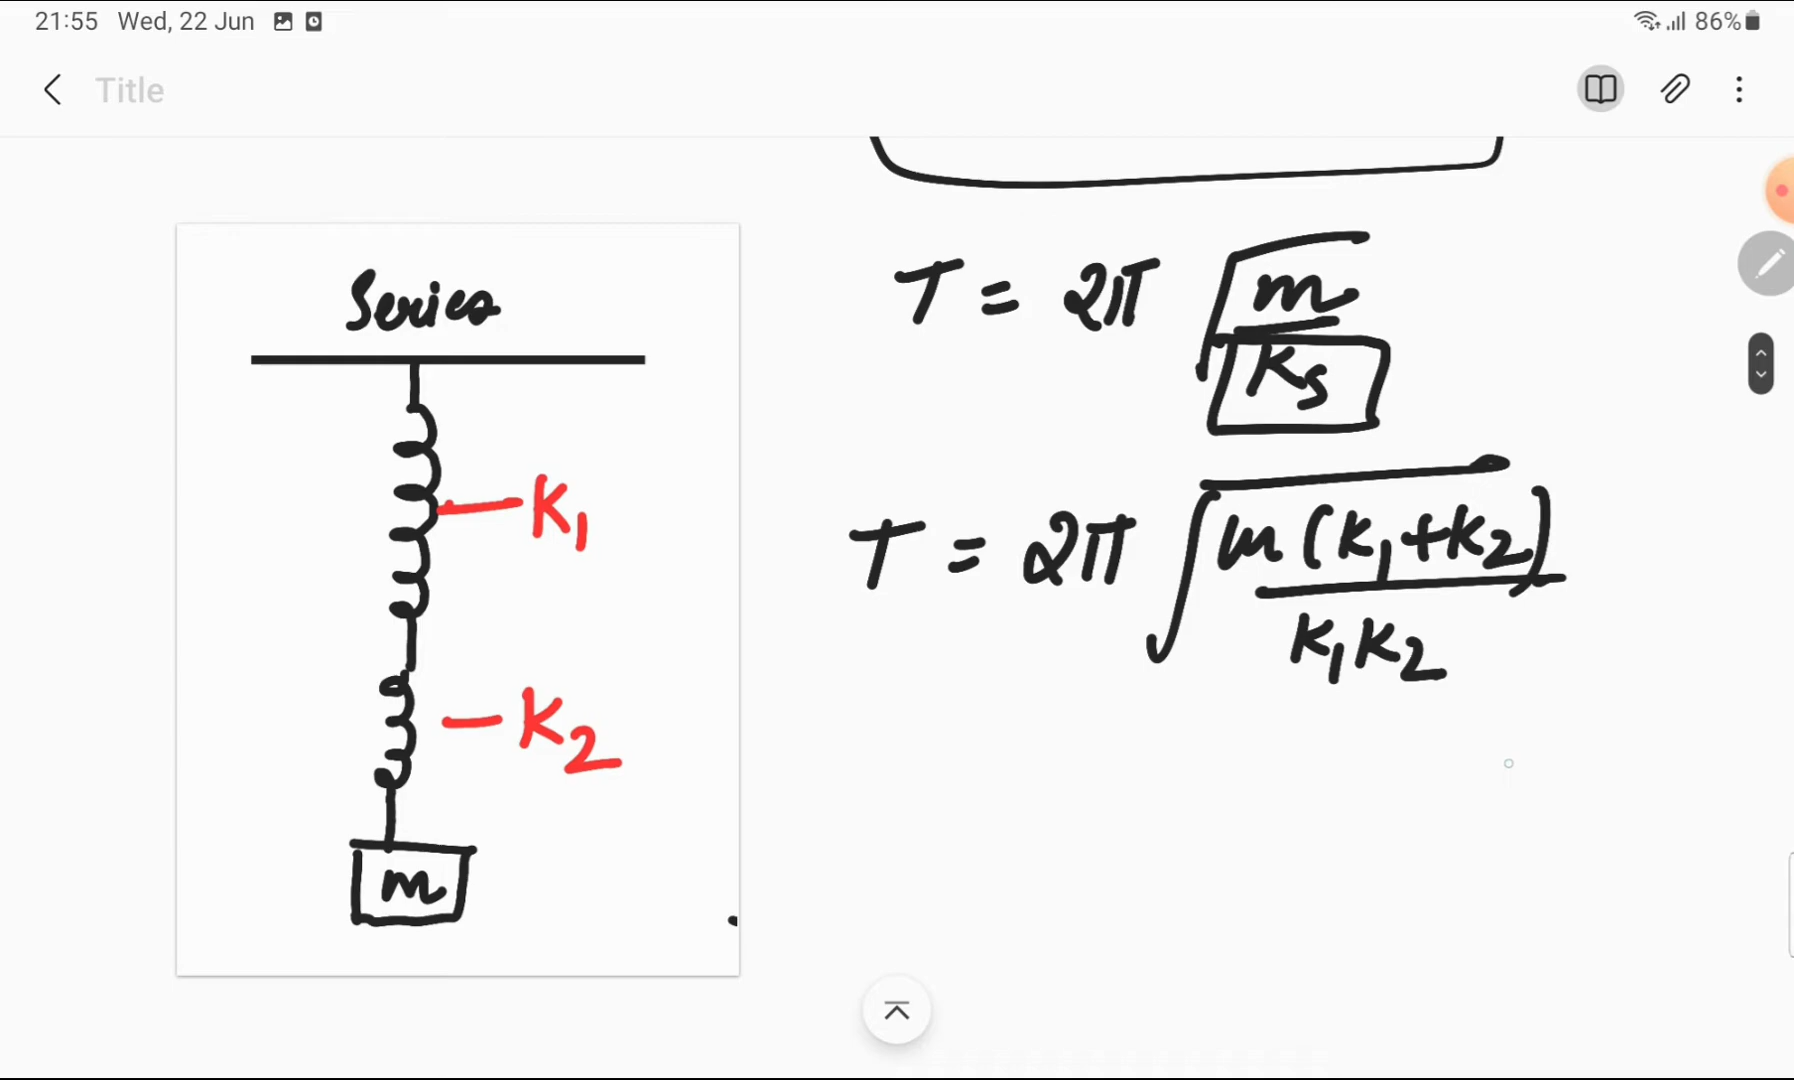 21:55 Wed, 22 Jun 86%
Title
Series
K1
K2
m
T = 2π √m/Ks
T = 2π √m(K1+K2)/K1K2